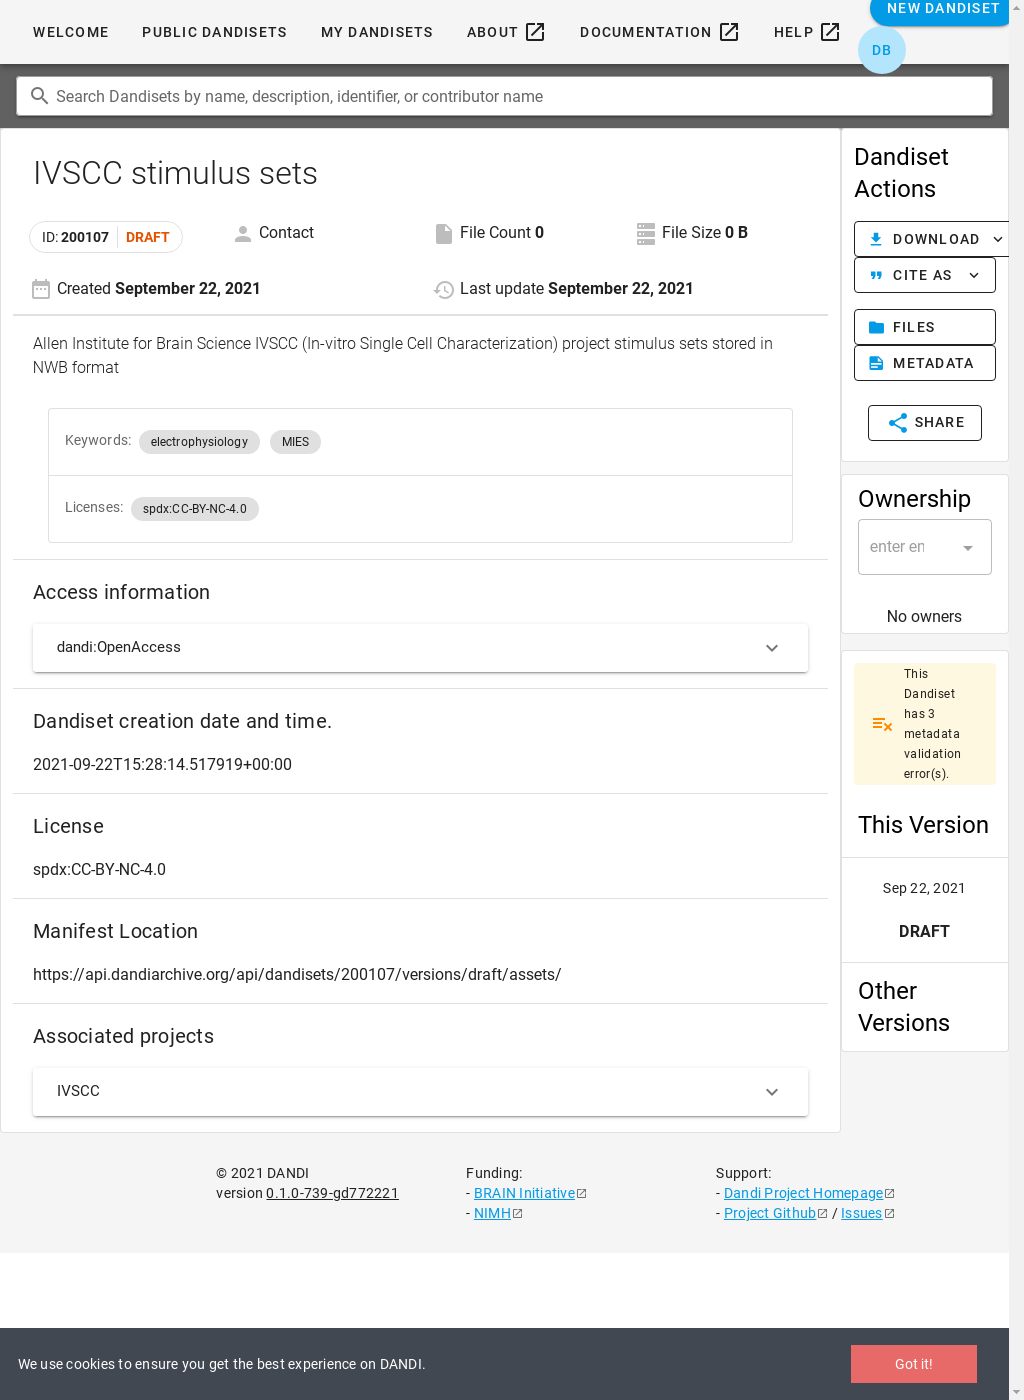 NEW DANDISET
WELCOME PUBLIC DANDISETS MY DANDISETS ABOUT DOCUMENTATION HELP
DB
Search Dandisets by name, description, identifier, or contributor name
IVSCC stimulus sets
ID: 200107 DRAFT Contact File Count 0 File Size 0 B
Created September 22, 2021 Last update September 22, 2021
Allen Institute for Brain Science IVSCC (In-vitro Single Cell Characterization) project stimulus sets stored in
NWB format
Keywords: electrophysiology MIES
Licenses: spdx:CC-BY-NC-4.0
Access information
dandi:OpenAccess
Dandiset creation date and time.
2021-09-22T15:28:14.517919+00:00
License
spdx:CC-BY-NC-4.0
Manifest Location
https://api.dandiarchive.org/api/dandisets/200107/versions/draft/assets/
Associated projects
IVSCC
Dandiset
Actions
DOWNLOAD
CITE AS
FILES
METADATA
SHARE
Ownership
enter en
No owners
This
Dandiset
has 3
metadata
validation
error(s).
This Version
Sep 22, 2021
DRAFT
Other
Versions
© 2021 DANDI
version 0.1.0-739-gd772221
Funding:
- BRAIN Initiative
- NIMH
Support:
- Dandi Project Homepage
- Project Github / Issues
We use cookies to ensure you get the best experience on DANDI.
Got it!